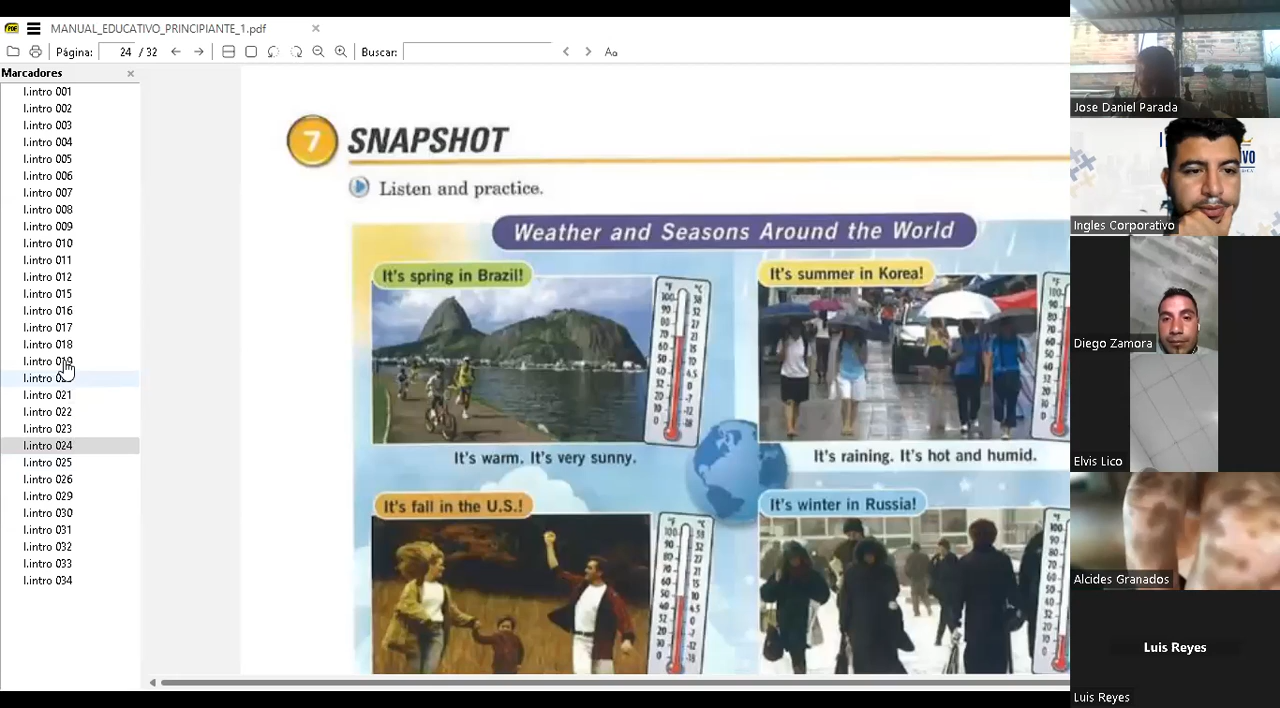 MANUAL_EDUCATIVO_PRINCIPIANTE_1.pdf
Página: 24 / 32
Buscar:
Aa
Marcadores
I.intro 001
I.intro 002
I.intro 003
I.intro 004
I.intro 005
I.intro 006
I.intro 007
I.intro 008
I.intro 009
I.intro 010
I.intro 011
I.intro 012
I.intro 015
I.intro 016
I.intro 017
I.intro 018
I.intro 019
I.intro
I.intro 021
I.intro 022
I.intro 023
I.intro 024
I.intro 025
I.intro 026
I.intro 029
I.intro 030
I.intro 031
I.intro 032
I.intro 033
I.intro 034
7 SNAPSHOT
Listen and practice.
Weather and Seasons Around the World
It's spring in Brazil!
It's warm. It's very sunny.
It's summer in Korea!
It's raining. It's hot and humid.
It's fall in the U.S.!
It's winter in Russia!
Jose Daniel Parada
Ingles Corporativo
Diego Zamora
Elvis Lico
Alcides Granados
Luis Reyes
Luis Reyes